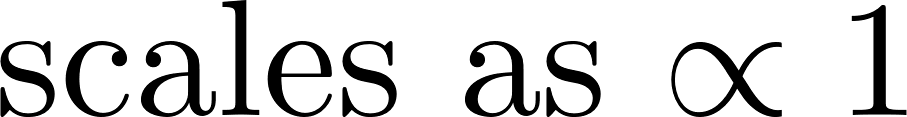 scales as ∝ 1